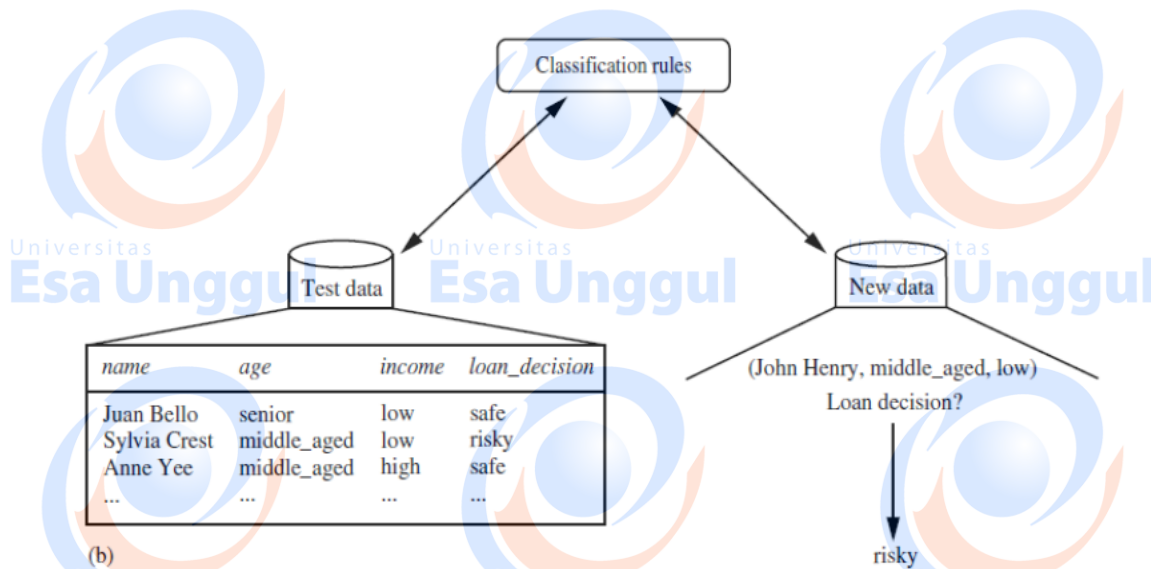 Classification rules
Universitas
Esa Unggul
Universitas
Esa Unggul
Universitas
Esa Unggul
Test data
New data
name age income loan_decision
Juan Bello senior low safe
Sylvia Crest middle_aged low risky
Anne Yee middle_aged high safe
... ... ... ...
(John Henry, middle_aged, low)
Loan decision?
risky
(b)